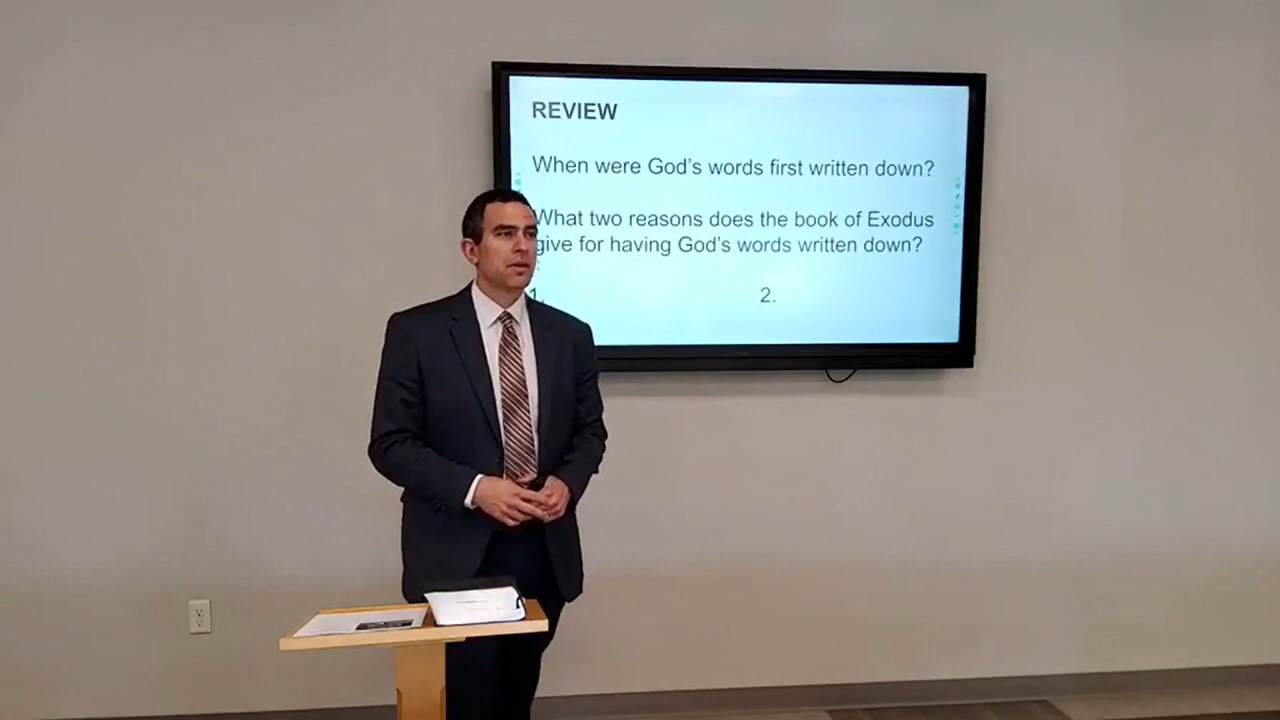 REVIEW
When were God's words first written down?
What two reasons does the book of Exodus
give for having God's words written down?
1. 2.